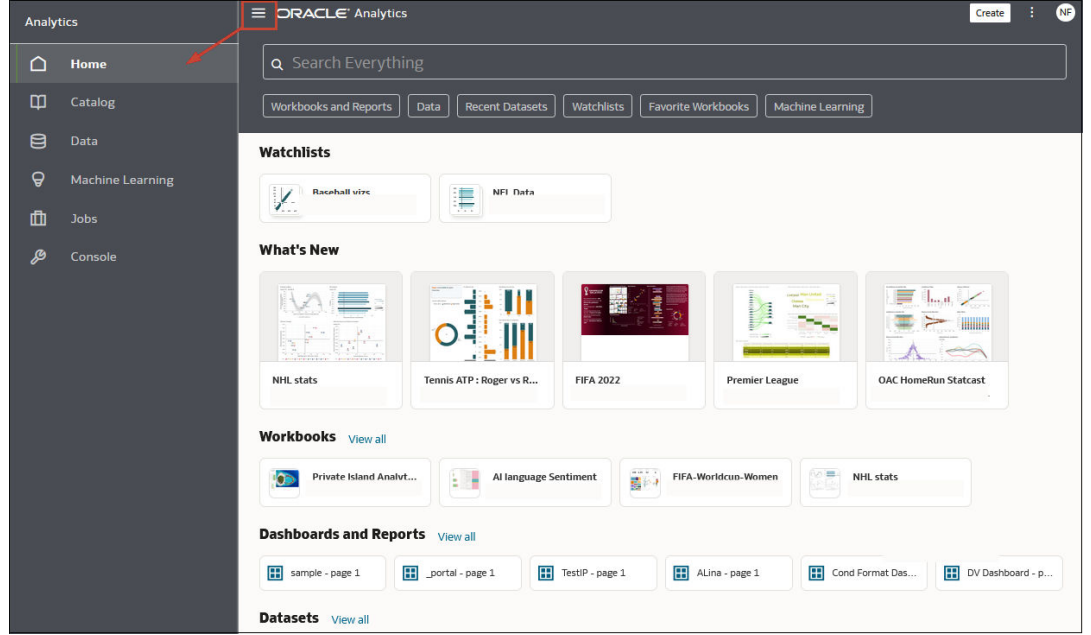 Analytics
ORACLE Analytics
Create
NF
Home
Catalog
Data
Machine Learning
Jobs
Console
Search Everything
Workbooks and Reports
Data
Recent Datasets
Watchlists
Favorite Workbooks
Machine Learning
Watchlists
Baseball vizs
NFL Data
What's New
NHL stats
Tennis ATP : Roger vs R...
FIFA 2022
Premier League
OAC HomeRun Statcast
Workbooks View all
Private Island Analyt...
AI language Sentiment
FIFA-Worldcup-Women
NHL stats
Dashboards and Reports View all
sample - page 1
_portal - page 1
TestIP - page 1
ALina - page 1
Cond Format Das...
DV Dashboard - p...
Datasets View all